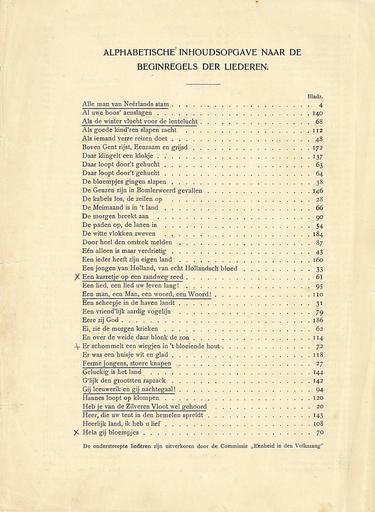 ALPHABETISCHE INHOUDSOPGAVE NAAR DE
BEGINREGELS DER LIEDEREN.
Bladz.
Alle man van Neêrlands stam 4
Al uwe boos' aenslagen 140
Als de winter vlucht voor de lentelucht 68
Als goede kind'ren slapen zacht 112
Als iemand verre reizen doet 48
Boven Gent rijst, Eenzaam en grijsd 172
Daar klingelt een klokje 137
Daar loopt door't gehucht 63
Daar loopt door't gehucht 64
De bloempjes gingen slapen 38
De Geuzen zijn in Bomlerweerd gevallen 146
De kabels los, de zeilen op 28
De Meimaand is in 't land 66
De morgen breekt aan 90
De paden op, de lanen in 54
De witte vlokken zweven 184
Door heel den omtrek melden 87
Eén alleen is maar verdrietig 43
Een ieder heeft zijn eigen land 160
Een jongen van Holland, van echt Hollandsch bloed 33
x Een karretje op een zandweg reed 61
Een lied, een lied uw leven lang! 95
Een man, een Man, een woord, een Woord! 110
Een scheepje in de haven landt 31
Een vriend'lijk aardig vogelijn 79
Eere zij God 186
Ei, zie de morgen krieken 62
En over de weide daar blonk de zon 114
+ Er schommelt een wiegjen in 't bloeiende hout 72
Er was een huisje wit en glad 118
Ferme jongens, stoere knapen 27
Geluckig is het land 144
G'lijk den grootsten rapzack 142
Gij leeuwerik en gij nachtegaal! 94
Hannes loopt op klompen 120
Heb je van de Zilveren Vloot wel gehoord 20
Heer, die uw tent in den hemelen spreidt 143
Heerlijk land, ik heb u lief 108
x Hela gij bloempjes 70
De onderstreepte liederen zijn uitverkoren door de Commissie „Eenheid in den Volkszang"